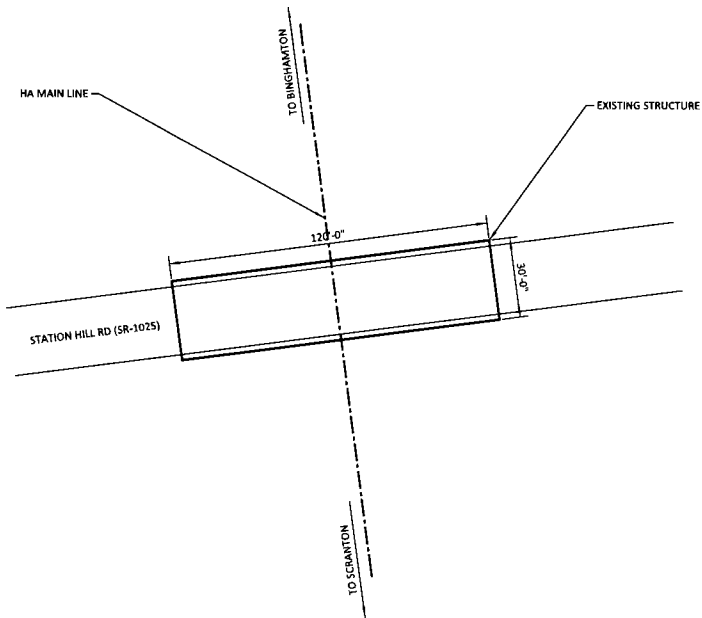 TO BINGHAMTON
HA MAIN LINE
EXISTING STRUCTURE
120'-0"
30'-0"
STATION HILL RD (SR-1025)
TO SCRANTON